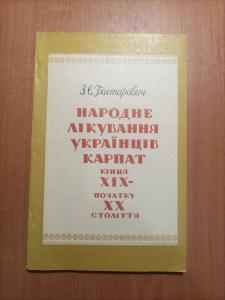 З.Є. Болтарович
НАРОДНЕ
ЛІКУВАННЯ
УКРАЇНЦІВ
КАРПАТ
КІНЦЯ
XIX-
ПОЧАТКУ
XX
СТОЛІТТЯ